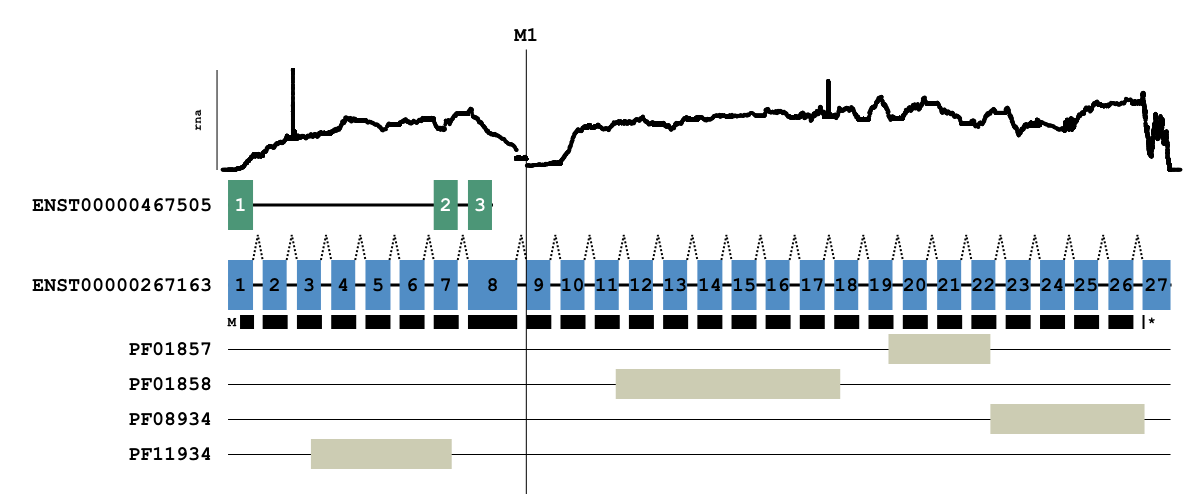 M1
rna
ENST00000467505 1 2 3
ENST00000267163 1 2 3 4 5 6 7 8 9 10 11 12 13 14 15 16 17 18 19 20 21 22 23 24 25 26 27
M *
PF01857
PF01858
PF08934
PF11934